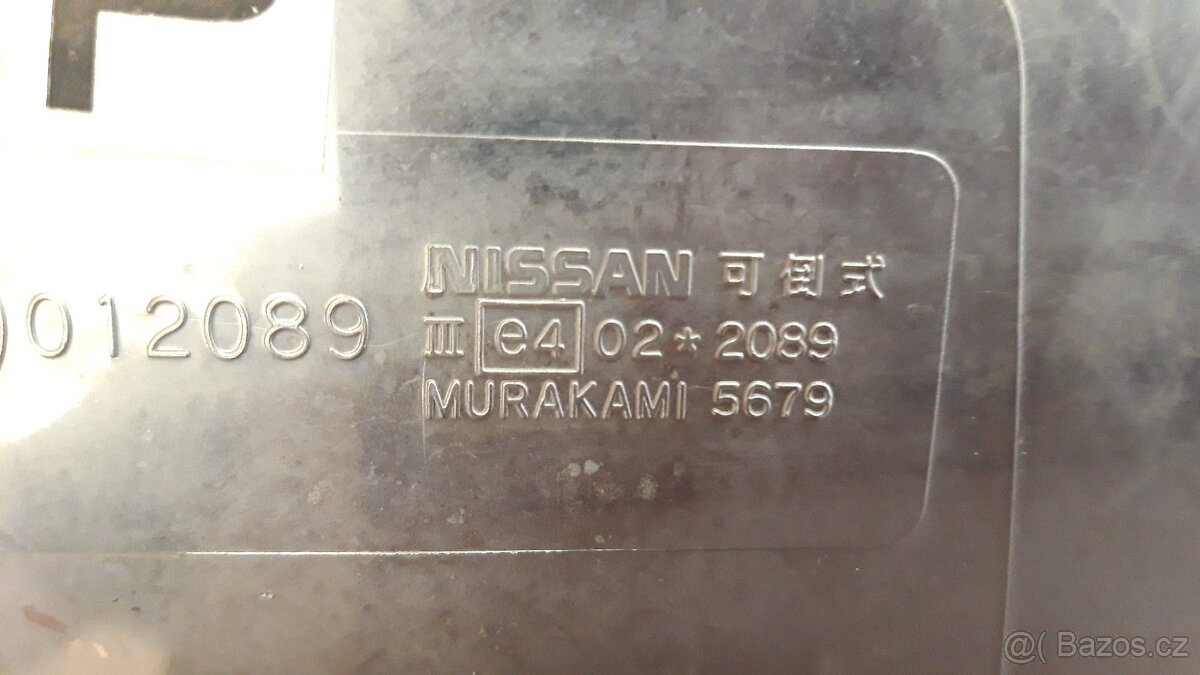 P
NISSAN 可倒式
012089 III e4 02*2089
MURAKAMI 5679
@( Bazos.cz